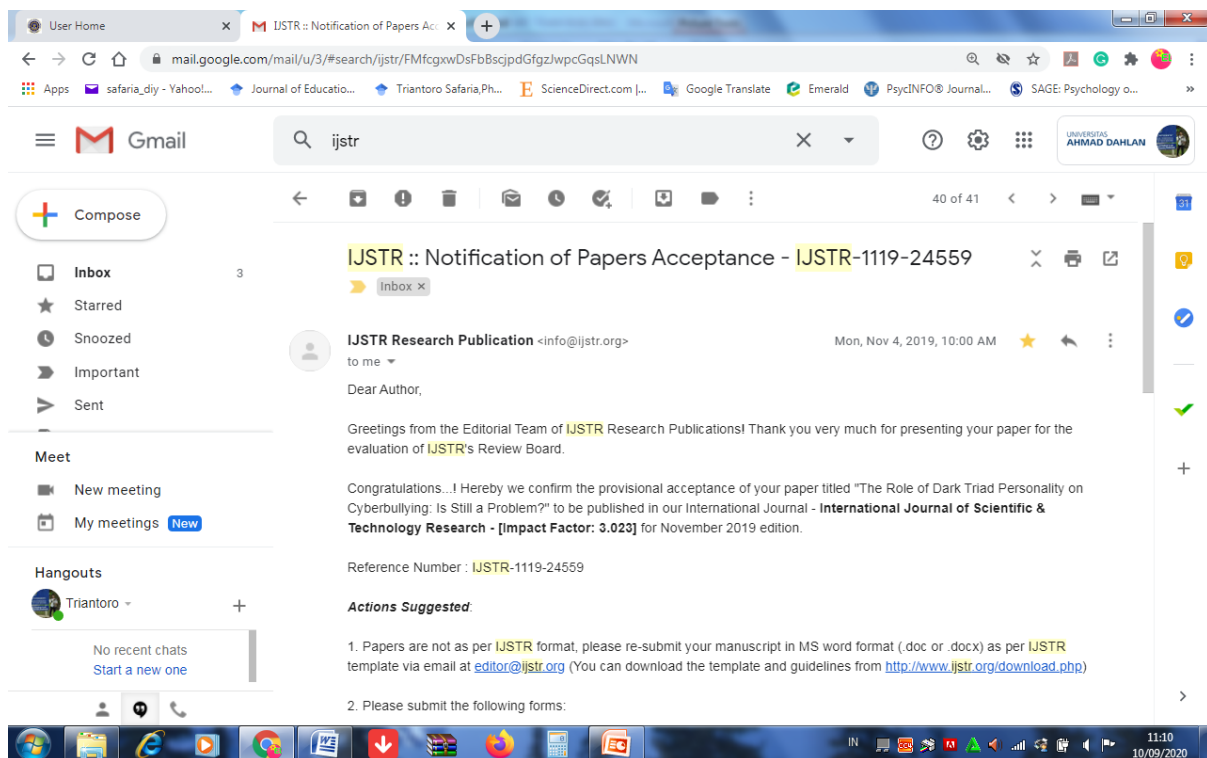 User Home
IJSTR :: Notification of Papers Acc
mail.google.com/mail/u/3/#search/ijstr/FMfcgxwDsFbBscjpdGfgzJwpcGqsLNWN
Apps safaria_diy - Yahoo!... Journal of Educatio... Triantoro Safaria,Ph... ScienceDirect.com |... Google Translate Emerald PsycINFO® Journal... SAGE: Psychology o... »
Gmail
ijstr
UNIVERSITAS
AHMAD DAHLAN
Compose
40 of 41
31
IJSTR :: Notification of Papers Acceptance - IJSTR-1119-24559
Inbox ×
Inbox 3
Starred
Snoozed
Important
Sent
IJSTR Research Publication <info@ijstr.org> Mon, Nov 4, 2019, 10:00 AM
to me
Dear Author,
Greetings from the Editorial Team of IJSTR Research Publications! Thank you very much for presenting your paper for the
evaluation of IJSTR's Review Board.
Congratulations...! Hereby we confirm the provisional acceptance of your paper titled "The Role of Dark Triad Personality on
Cyberbullying: Is Still a Problem?" to be published in our International Journal - International Journal of Scientific &
Technology Research - [Impact Factor: 3.023] for November 2019 edition.
Reference Number : IJSTR-1119-24559
Actions Suggested:
1. Papers are not as per IJSTR format, please re-submit your manuscript in MS word format (.doc or .docx) as per IJSTR
template via email at editor@ijstr.org (You can download the template and guidelines from http://www.ijstr.org/download.php)
2. Please submit the following forms:
Meet
New meeting
My meetings New
Hangouts
Triantoro
No recent chats
Start a new one
IN
11:10
10/09/2020